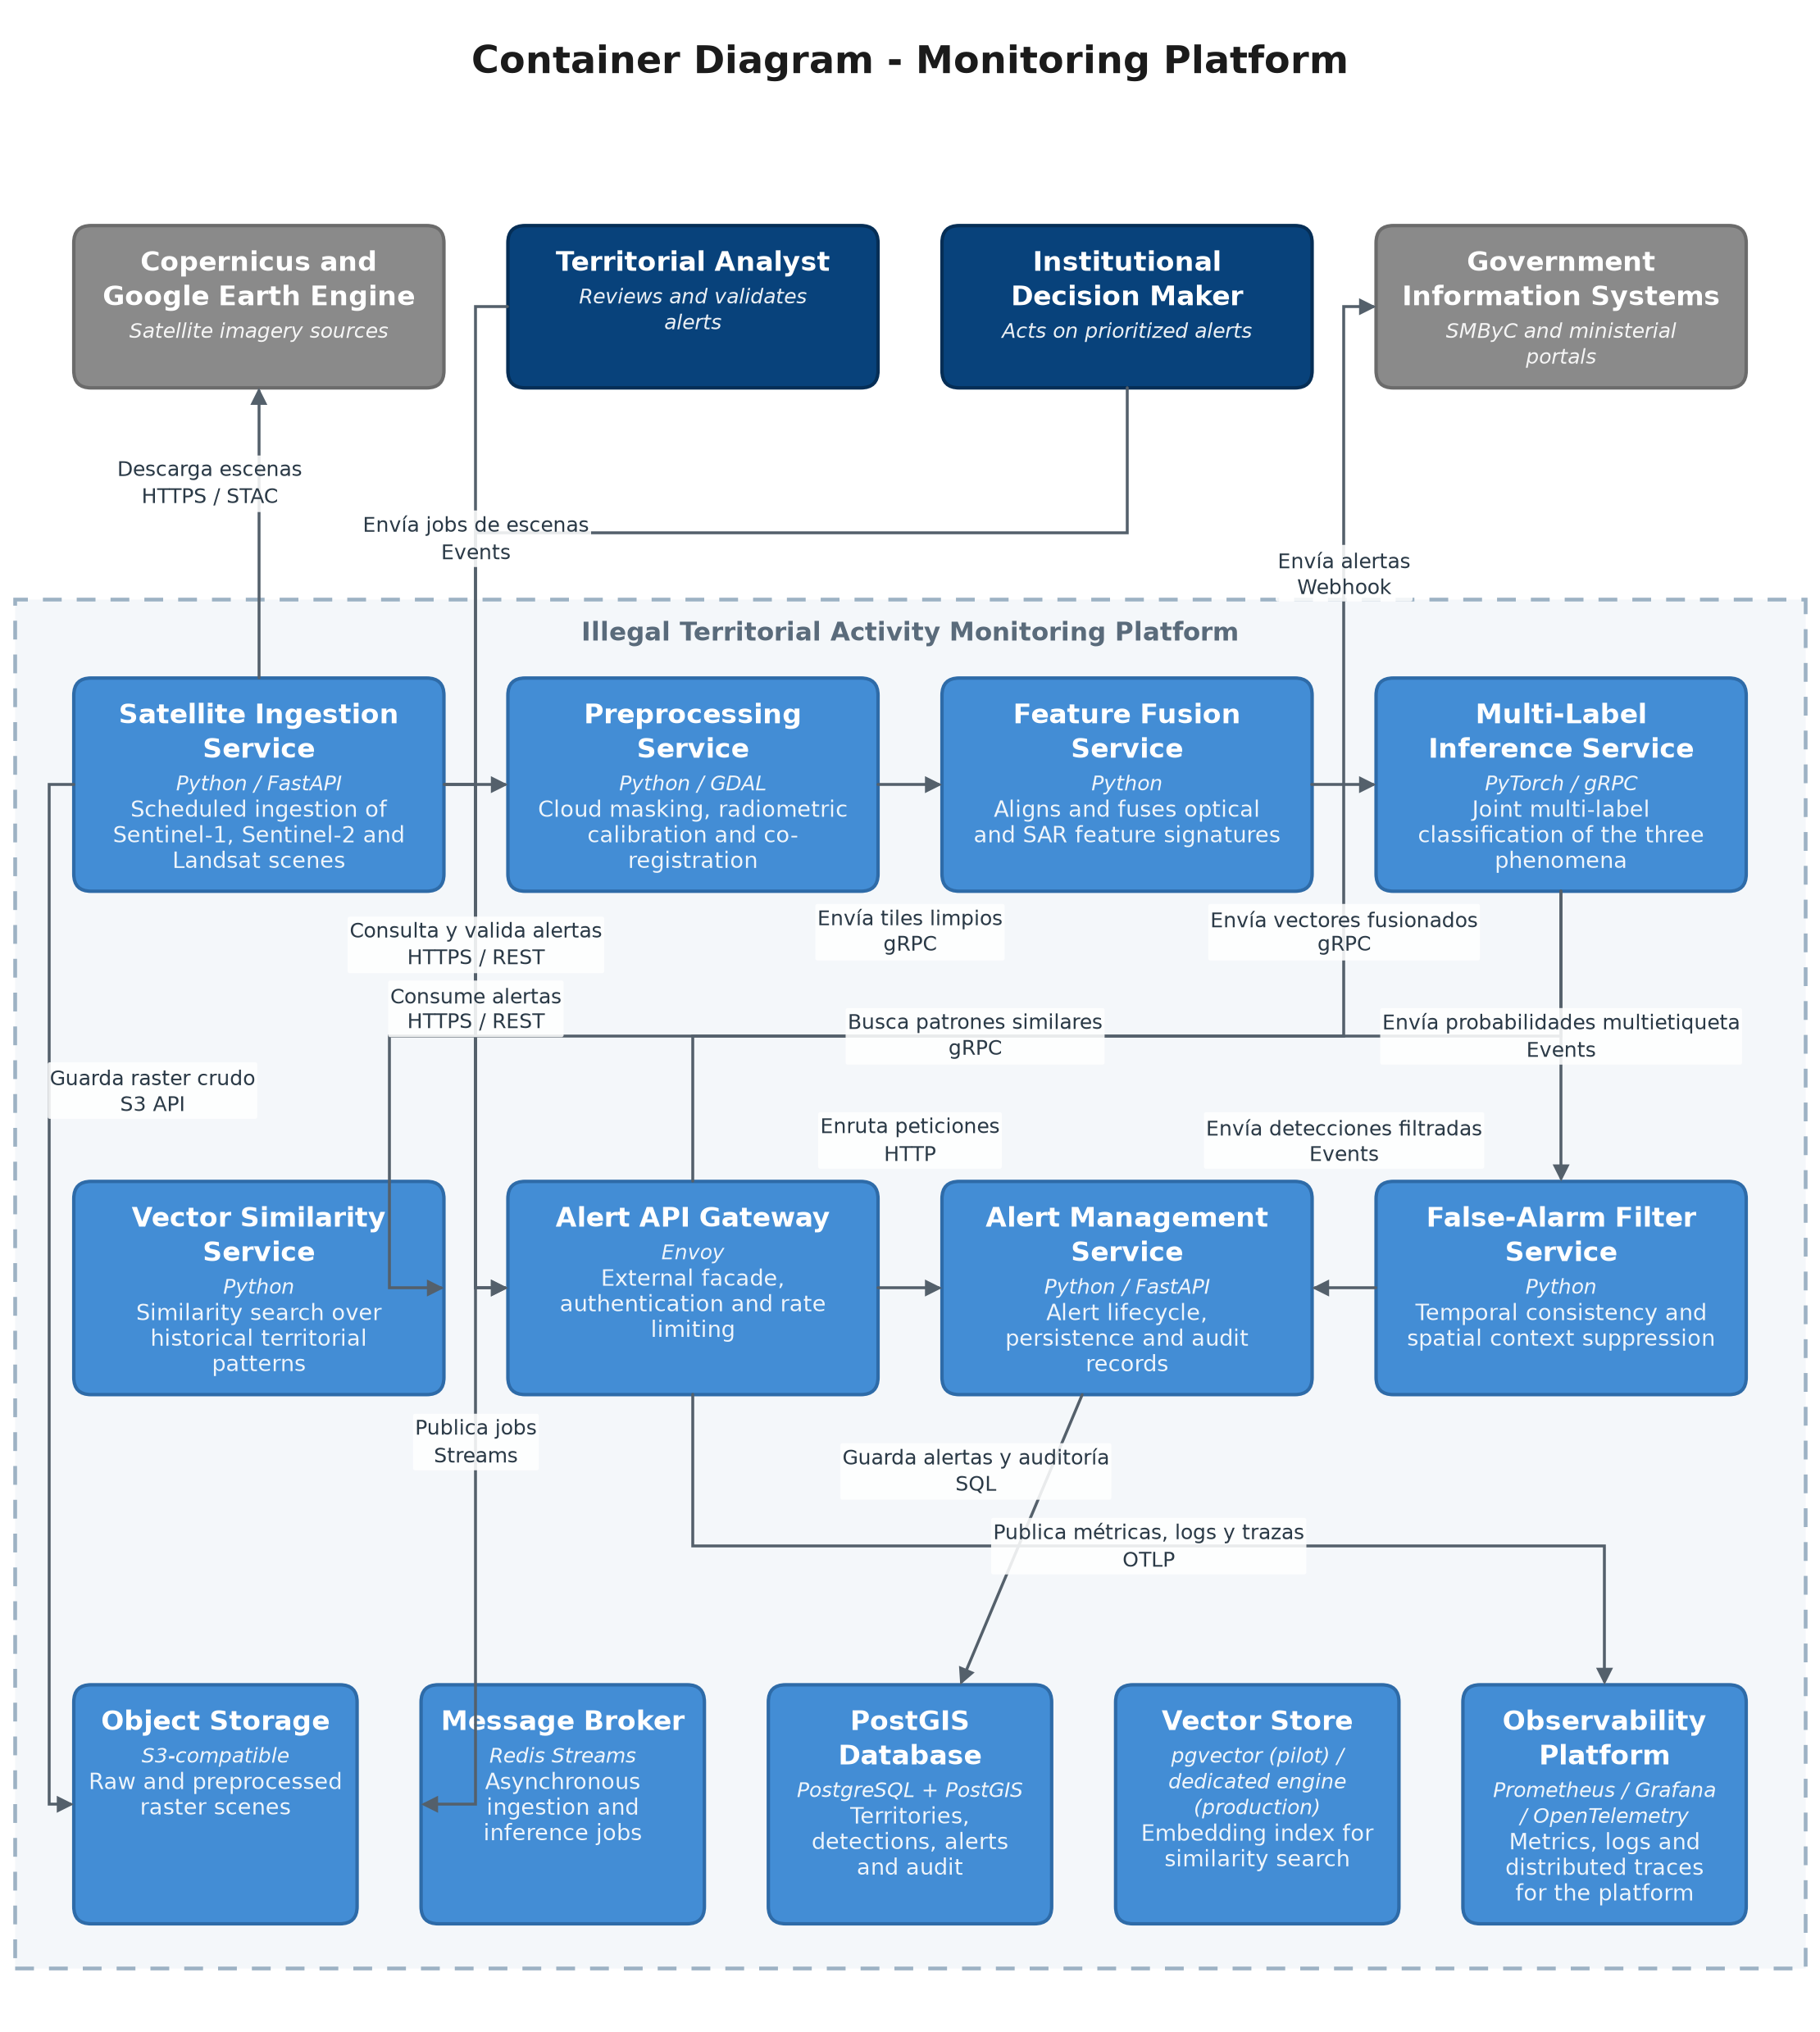 Container Diagram - Monitoring Platform
Copernicus and
Google Earth Engine
Satellite imagery sources
Territorial Analyst
Reviews and validates
alerts
Institutional
Decision Maker
Acts on prioritized alerts
Government
Information Systems
SMByC and ministerial
portals
Descarga escenas
HTTPS / STAC
Envía jobs de escenas
Events
Envía alertas
Webhook
Illegal Territorial Activity Monitoring Platform
Satellite Ingestion
Service
Python / FastAPI
Scheduled ingestion of
Sentinel-1, Sentinel-2 and
Landsat scenes
Preprocessing
Service
Python / GDAL
Cloud masking, radiometric
calibration and co-
registration
Feature Fusion
Service
Python
Aligns and fuses optical
and SAR feature signatures
Multi-Label
Inference Service
PyTorch / gRPC
Joint multi-label
classification of the three
phenomena
Consulta y valida alertas
HTTPS / REST
Envía tiles limpios
gRPC
Envía vectores fusionados
gRPC
Consume alertas
HTTPS / REST
Busca patrones similares
gRPC
Envía probabilidades multietiqueta
Events
Guarda raster crudo
S3 API
Enruta peticiones
HTTP
Envía detecciones filtradas
Events
Vector Similarity
Service
Python
Similarity search over
historical territorial
patterns
Alert API Gateway
Envoy
External facade,
authentication and rate
limiting
Alert Management
Service
Python / FastAPI
Alert lifecycle,
persistence and audit
records
False-Alarm Filter
Service
Python
Temporal consistency and
spatial context suppression
Publica jobs
Streams
Guarda alertas y auditoría
SQL
Publica métricas, logs y trazas
OTLP
Object Storage
S3-compatible
Raw and preprocessed
raster scenes
Message Broker
Redis Streams
Asynchronous
ingestion and
inference jobs
PostGIS
Database
PostgreSQL + PostGIS
Territories,
detections, alerts
and audit
Vector Store
pgvector (pilot) /
dedicated engine
(production)
Embedding index for
similarity search
Observability
Platform
Prometheus / Grafana
/ OpenTelemetry
Metrics, logs and
distributed traces
for the platform